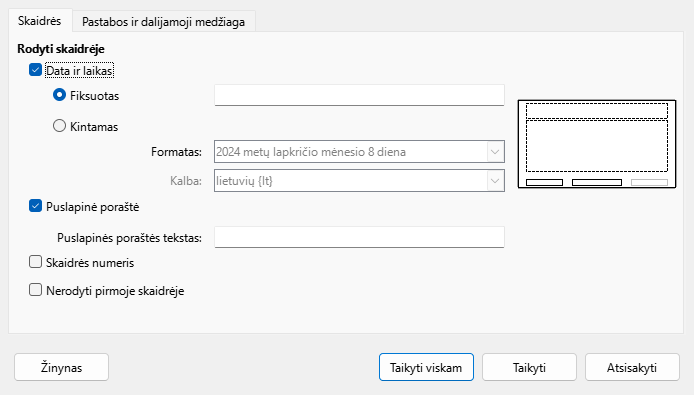 Skaidrės
Pastabos ir dalijamoji medžiaga
Rodyti skaidrėje
Data ir laikas
Fiksuotas
Kintamas
Formatas: 2024 metų lapkričio mėnesio 8 diena
Kalba: lietuvių {lt}
Puslapinė poraštė
Puslapinės poraštės tekstas:
Skaidrės numeris
Nerodyti pirmoje skaidrėje
Žinynas
Taikyti viskam
Taikyti
Atsisakyti